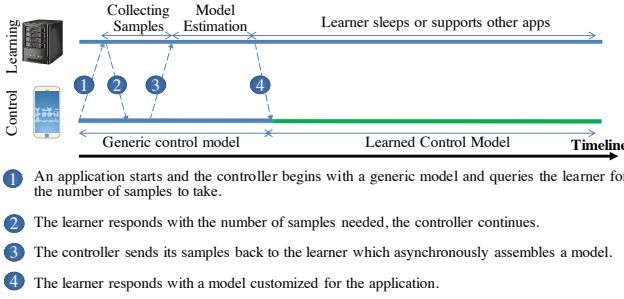 Collecting Samples
Model Estimation
Learner sleeps or supports other apps
Learning
1
2
3
4
Control
Generic control model
Learned Control Model
Timeline
1 An application starts and the controller begins with a generic model and queries the learner for
the number of samples to take.
2 The learner responds with the number of samples needed, the controller continues.
3 The controller sends its samples back to the learner which asynchronously assembles a model.
4 The learner responds with a model customized for the application.